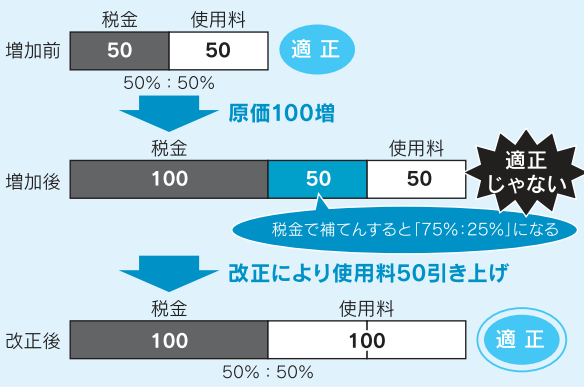 税金 使用料
増加前 50 50 適正
50%：50%
原価100増
税金 使用料
増加後 100 50 50 適正
じゃない
税金で補てんすると「75%：25%」になる
改正により使用料50引き上げ
税金 使用料
改正後 100 100 適正
50%：50%